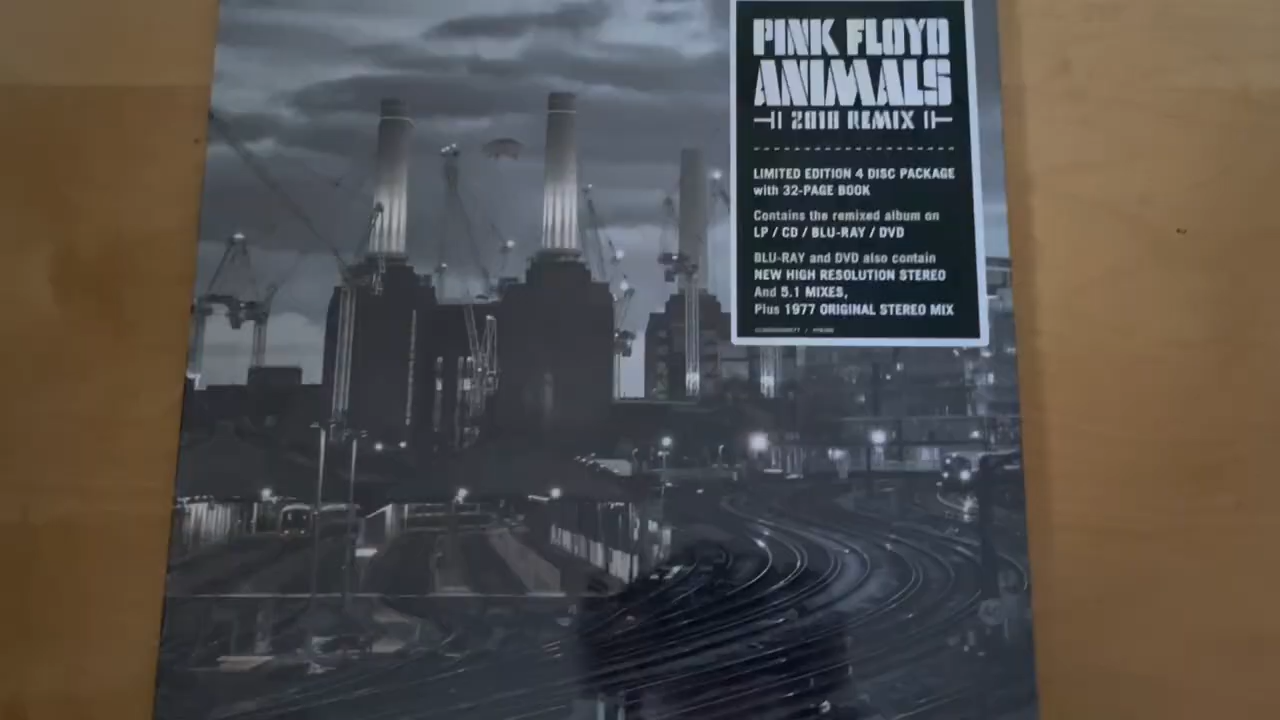 PINK FLOYD
ANIMALS
2018 REMIX
LIMITED EDITION 4 DISC PACKAGE
with 32-PAGE BOOK
Contains the remixed album on
LP / CD / BLU-RAY / DVD
BLU-RAY and DVD also contain
NEW HIGH RESOLUTION STEREO
And 5.1 MIXES,
Plus 1977 ORIGINAL STEREO MIX